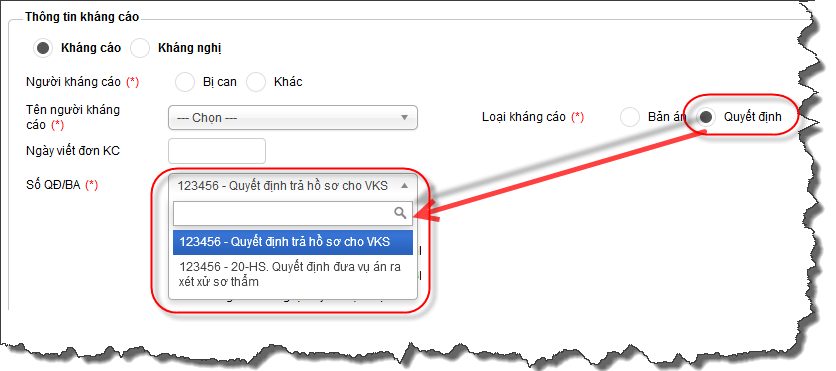 Thông tin kháng cáo
Kháng cáo Kháng nghị
Người kháng cáo (*) Bị can Khác
Tên người kháng cáo (*) --- Chọn --- Loại kháng cáo (*) Bản án Quyết định
Ngày viết đơn KC
Số QĐ/BA (*) 123456 - Quyết định trả hồ sơ cho VKS
123456 - Quyết định trả hồ sơ cho VKS
123456 - 20-HS. Quyết định đưa vụ án ra
xét xử sơ thẩm